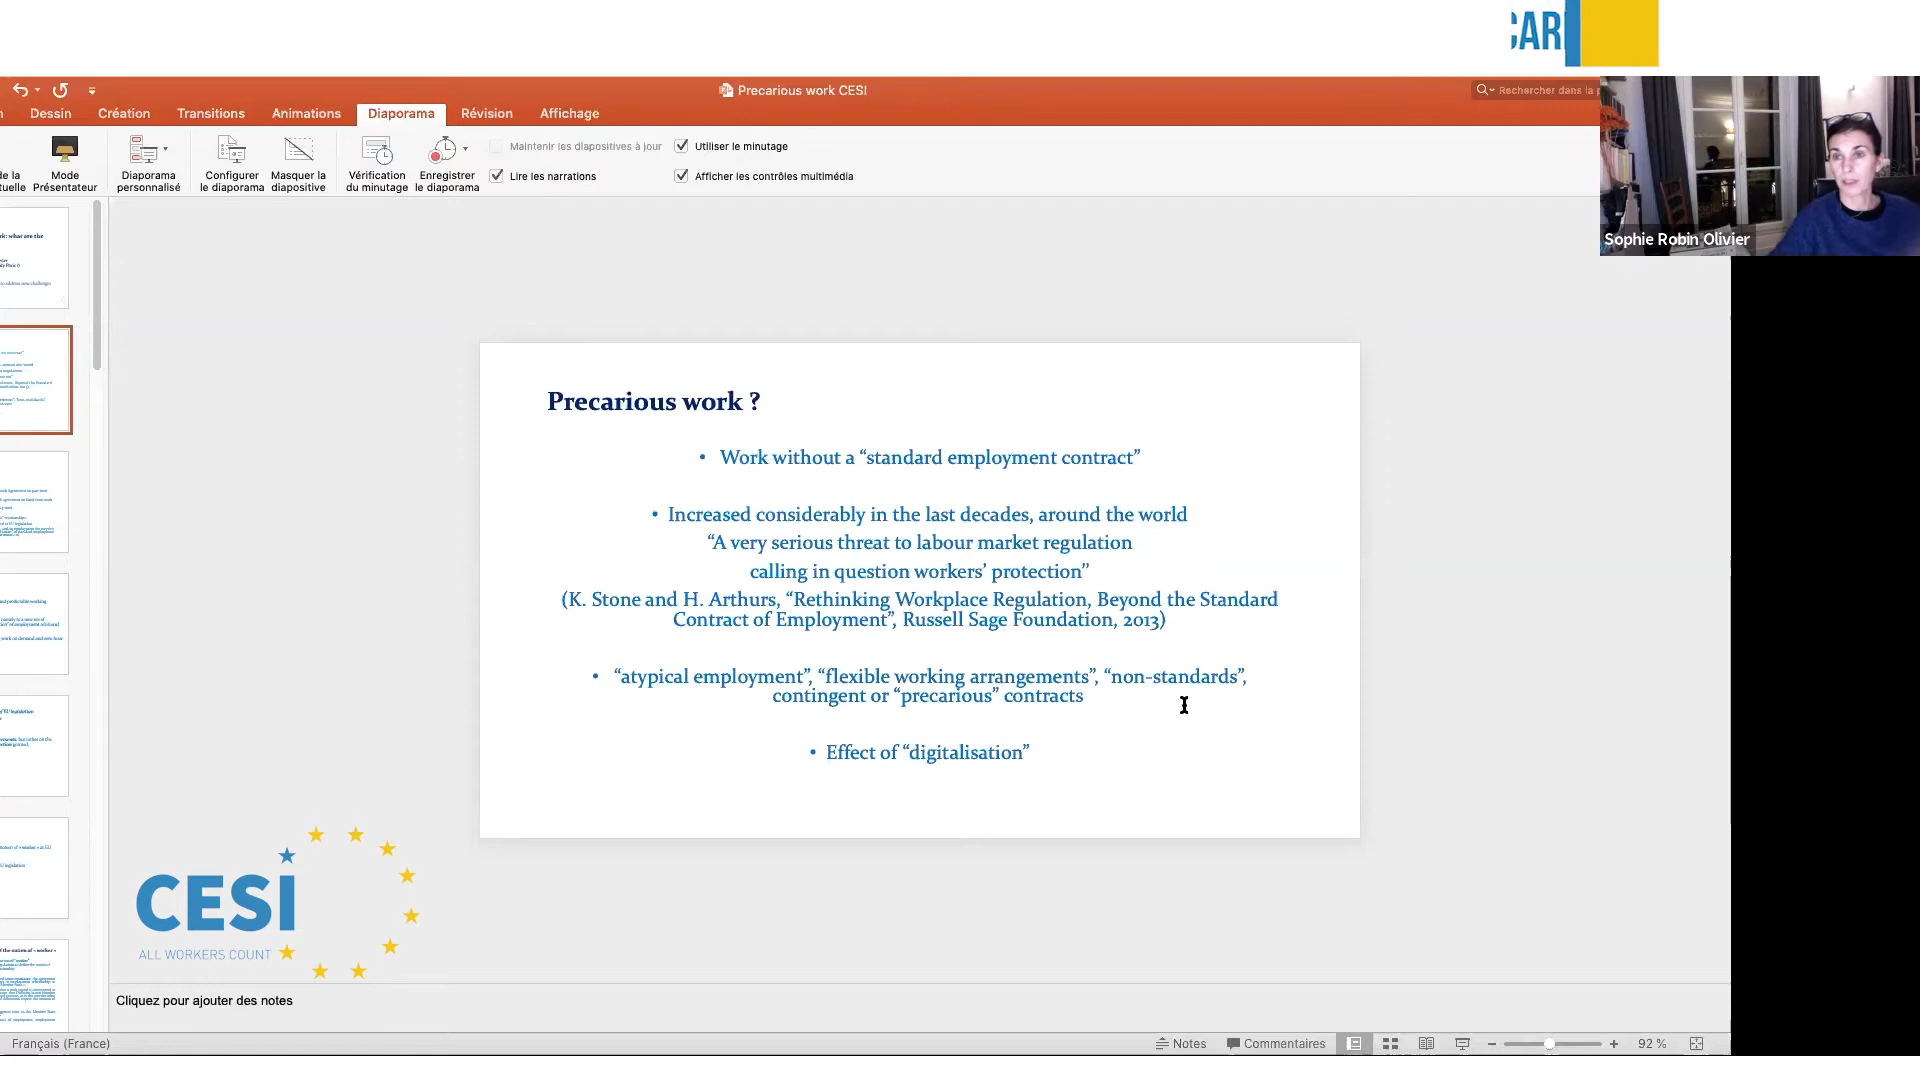 CAR
Precarious work CESI
Rechercher dans la
Dessin
Création
Transitions
Animations
Diaporama
Révision
Affichage
Mode
Présentateur
Diaporama
personnalisé
Configurer
le diaporama
Masquer la
diapositive
Vérification
du minutage
Enregistrer
le diaporama
Maintenir les diapositives à jour
Utiliser le minutage
Lire les narrations
Afficher les contrôles multimédia
Sophie Robin Olivier
Precarious work ?
• Work without a “standard employment contract”
• Increased considerably in the last decades, around the world
“A very serious threat to labour market regulation
calling in question workers’ protection”
(K. Stone and H. Arthurs, “Rethinking Workplace Regulation, Beyond the Standard
Contract of Employment”, Russell Sage Foundation, 2013)
• “atypical employment”, “flexible working arrangements”, “non-standards”,
contingent or “precarious” contracts
• Effect of “digitalisation”
CESI
ALL WORKERS COUNT
Cliquez pour ajouter des notes
Français (France)
Notes
Commentaires
92 %